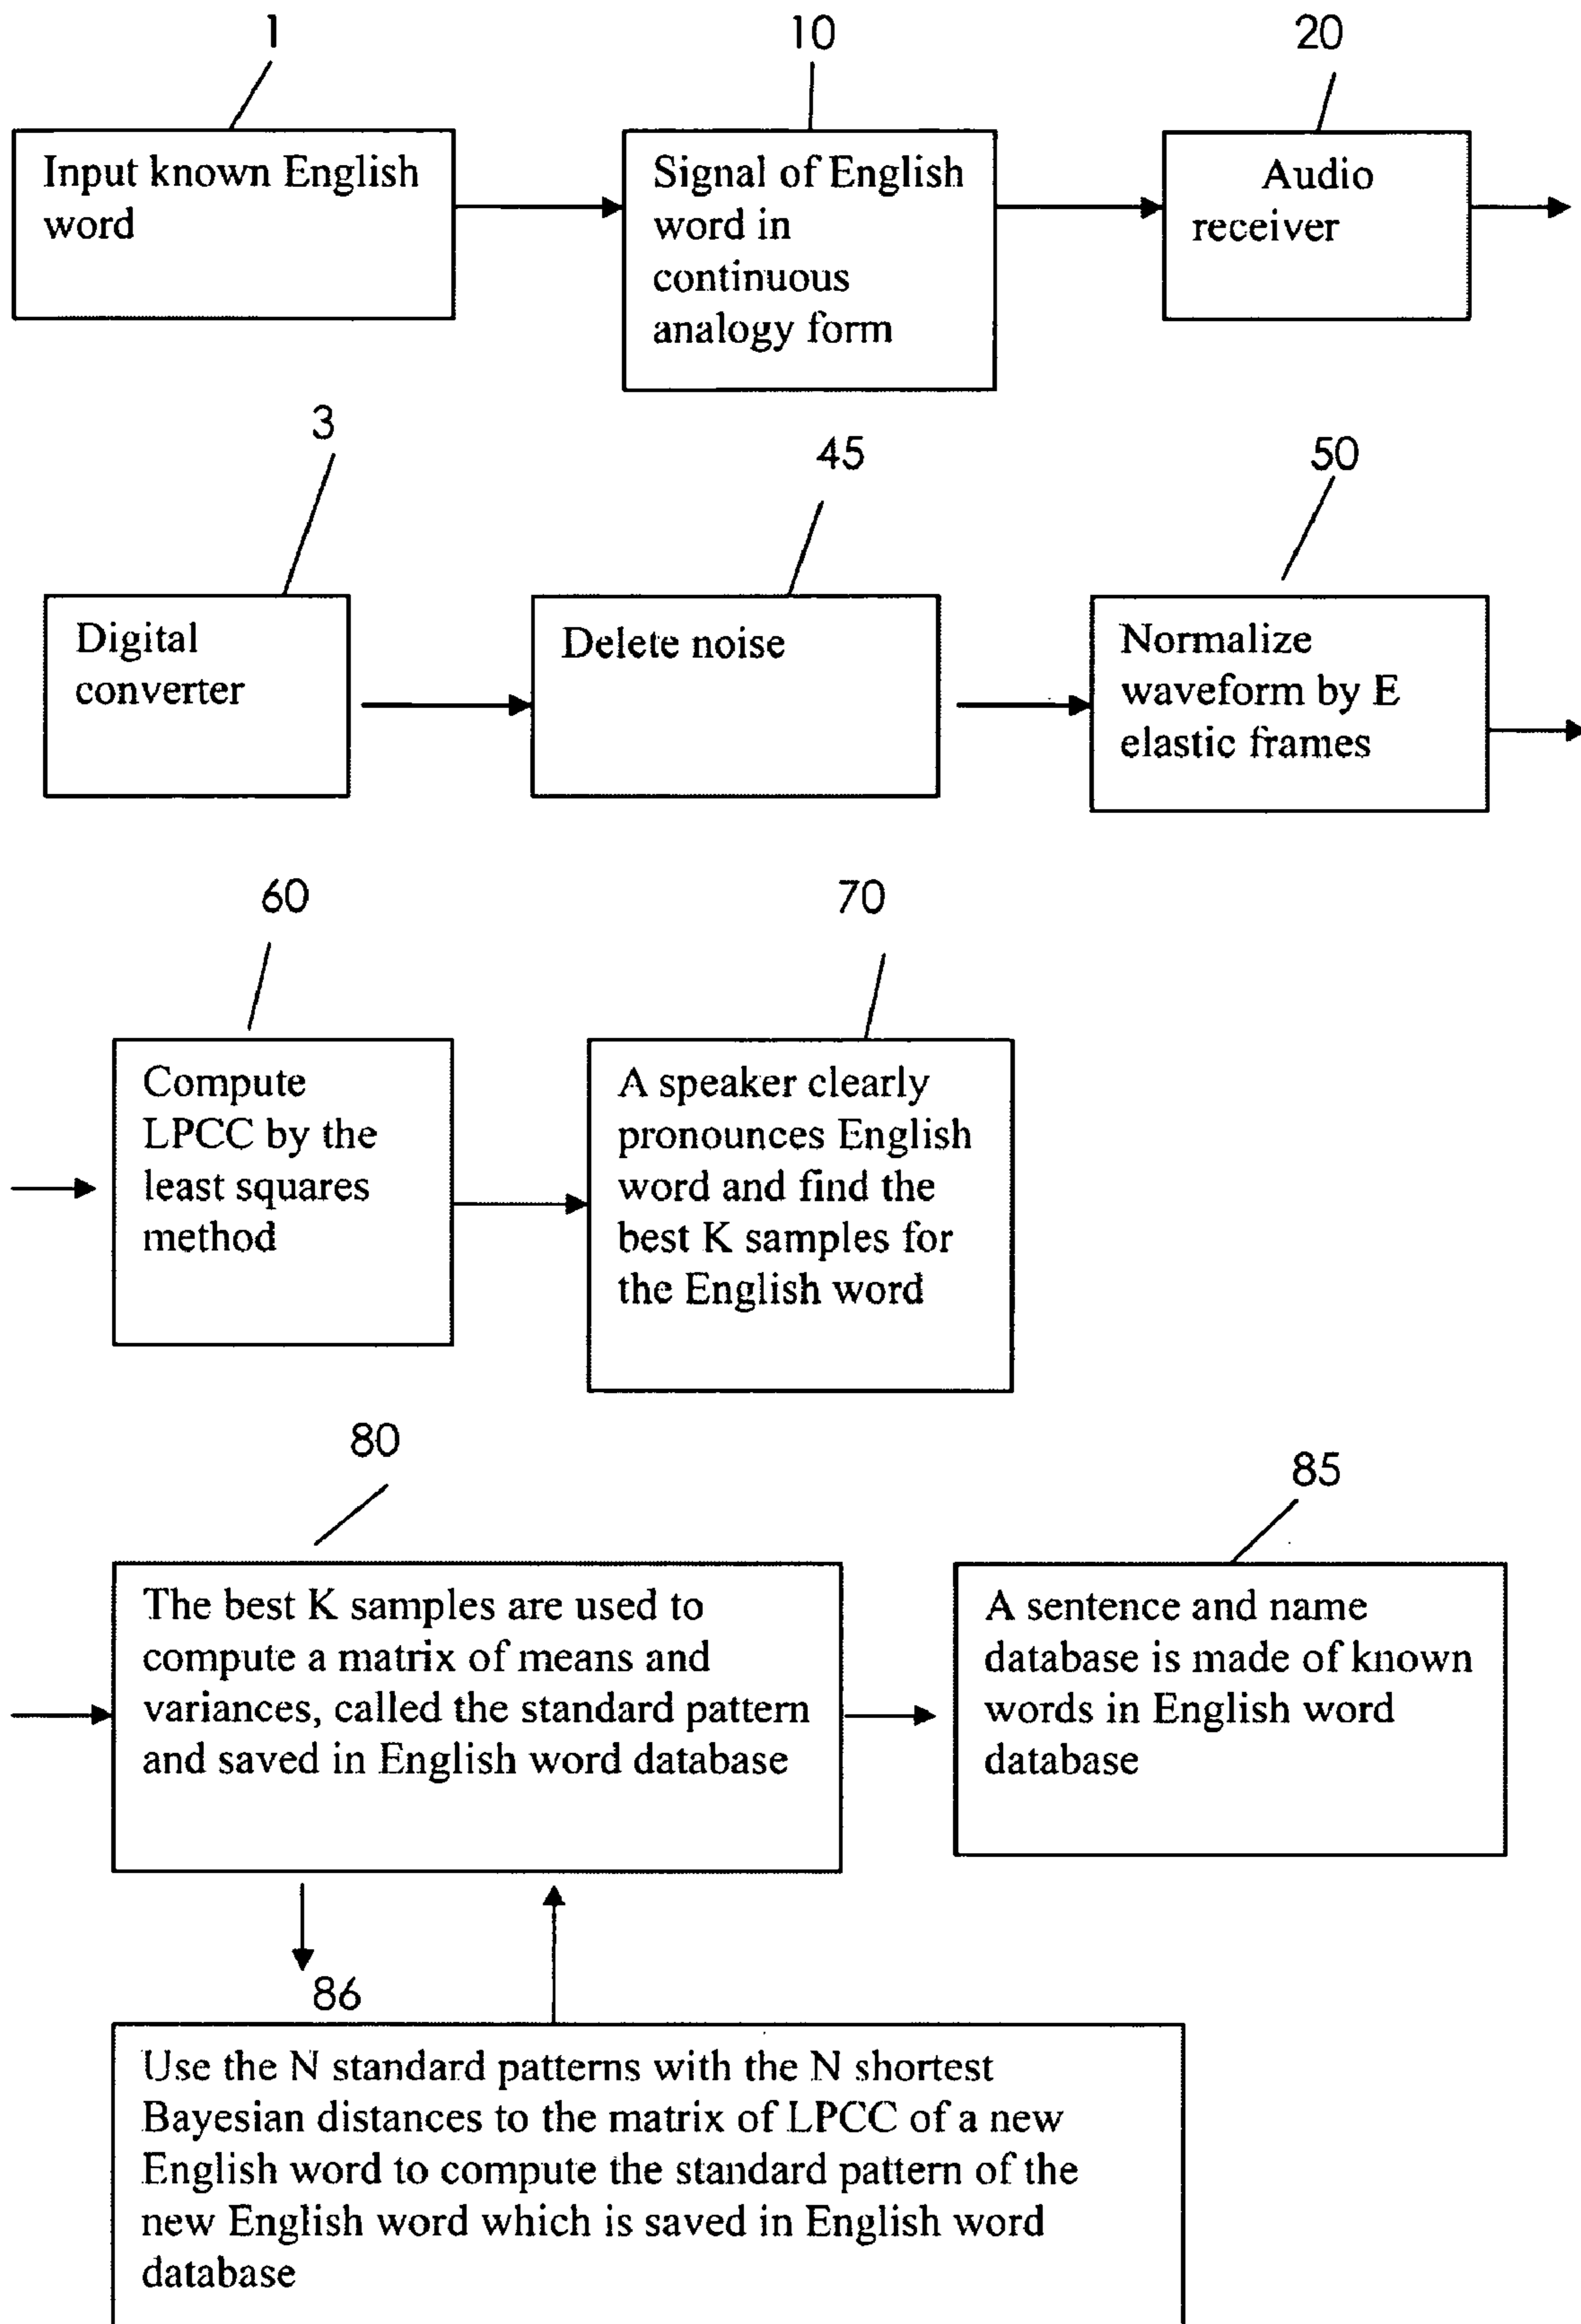 1
10
20
Input known English
word
Signal of English
word in
continuous
analogy form
Audio
receiver
3
45
50
Digital
converter
Delete noise
Normalize
waveform by E
elastic frames
60
70
Compute
LPCC by the
least squares
method
A speaker clearly
pronounces English
word and find the
best K samples for
the English word
80
85
The best K samples are used to
compute a matrix of means and
variances, called the standard pattern
and saved in English word database
A sentence and name
database is made of known
words in English word
database
86
Use the N standard patterns with the N shortest
Bayesian distances to the matrix of LPCC of a new
English word to compute the standard pattern of the
new English word which is saved in English word
database